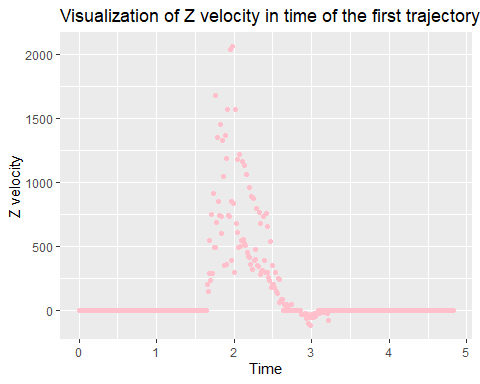 Visualization of Z velocity in time of the first trajectory
2000
1500
1000
500
0
Z velocity
0 1 2 3 4 5
Time